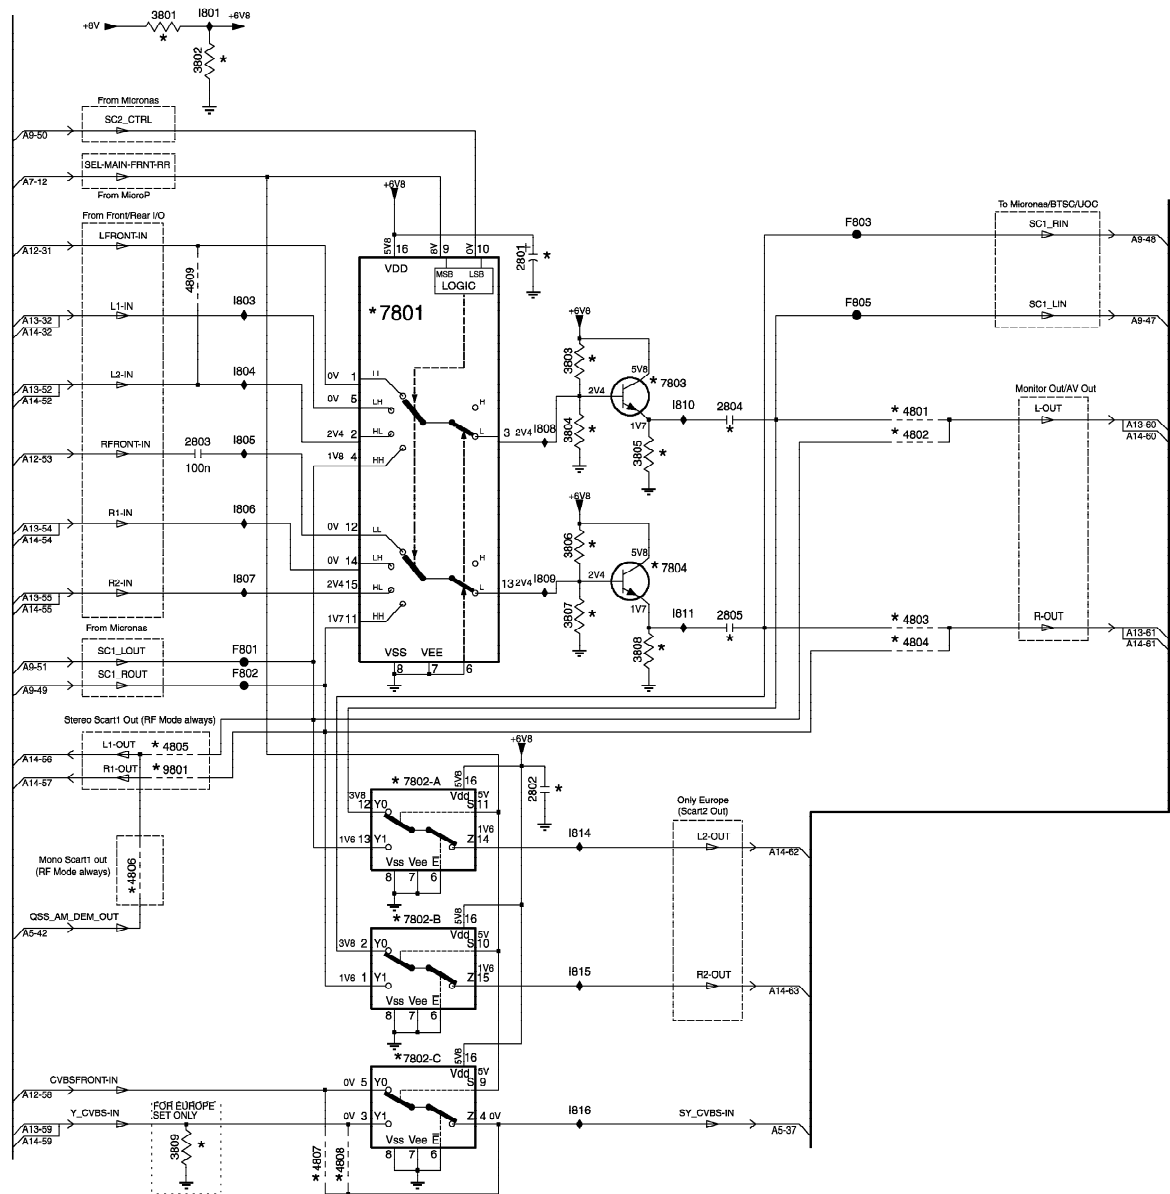 3801 I801
+8V +6V8
*
3802 *
From Micronas
SC2_CTRL
A9-50
SEL-MAIN-FRNT-RR
A7-12
From MicroP
+6V8
From Front/Rear I/O
To Micronas/BTSC/UOC
LFRONT-IN
A12-31
F803
SC1_RIN
A9-48
5V8 16 8V 9 0V 10
2801 + *
VDD
MSB LSB
LOGIC
4809
L1-IN
I803
A13-32
A14-32
*7801
+6V8
F805
SC1_LIN
A9-47
3803 *
5V8
* 7803
L2-IN
I804
A13-52
A14-52
0V 1 LL
0V 5 LH
H
2V4
I810
2804
*
Monitor Out/AV Out
L-OUT
* 4801
A13-60
A14-60
* 4802
RFRONT-IN
2803
100n
I805
A12-53
2V4 2 HL
1V8 4 HH
L
3 2V4 I808
3804 *
1V7
3805 *
+6V8
R1-IN
I806
A13-54
A14-54
0V 12 LL
0V 14 LH
H
3806 *
5V8
* 7804
R2-IN
I807
A13-55
A14-55
2V4 15 HL
1V7 11 HH
L
13 2V4 I809
2V4
1V7
3807 *
I811
2805
*
* 4803
* 4804
R-OUT
A13-61
A14-61
3808 *
From Micronas
SC1_LOUT
F801
A9-51
SC1_ROUT
F802
A9-49
VSS VEE
8 7 6
Stereo Scart1 Out (RF Mode always)
L1-OUT * 4805
A14-56
R1-OUT * 9801
A14-57
+6V8
* 7802-A
5V8 16
Vdd 5V
3V8
12 Y0 S 11
2802 *
1V6
1V6 13 Y1 Z 14
Vss Vee E
8 7 6
I814
Only Europe
(Scart2 Out)
L2-OUT
A14-62
Mono Scart1 out
(RF Mode always)
*4806
QSS_AM_DEM_OUT
A5-42
* 7802-B
5V8 16
Vdd 5V
3V8 2 Y0 S 10
1V6
1V6 1 Y1 Z 15
Vss Vee E
8 7 6
I815
R2-OUT
A14-63
* 7802-C
5V8 16
Vdd 5V
CVBSFRONT-IN
A12-58
0V 5 Y0 S 9
Y_CVBS-IN
A13-59
A14-59
FOR EUROPE
SET ONLY
3809 *
0V 3 Y1 Z 4 0V
Vss Vee E
8 7 6
I816
SY_CVBS-IN
A5-37
* 4807
* 4808